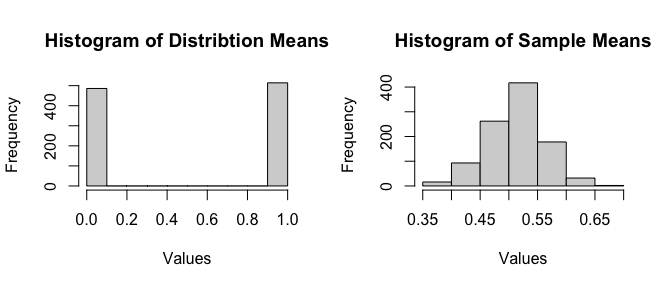 Histogram of Distribtion Means
Frequency
0 200 400
0.0 0.2 0.4 0.6 0.8 1.0
Values
Histogram of Sample Means
Frequency
0 200 400
0.35 0.45 0.55 0.65
Values